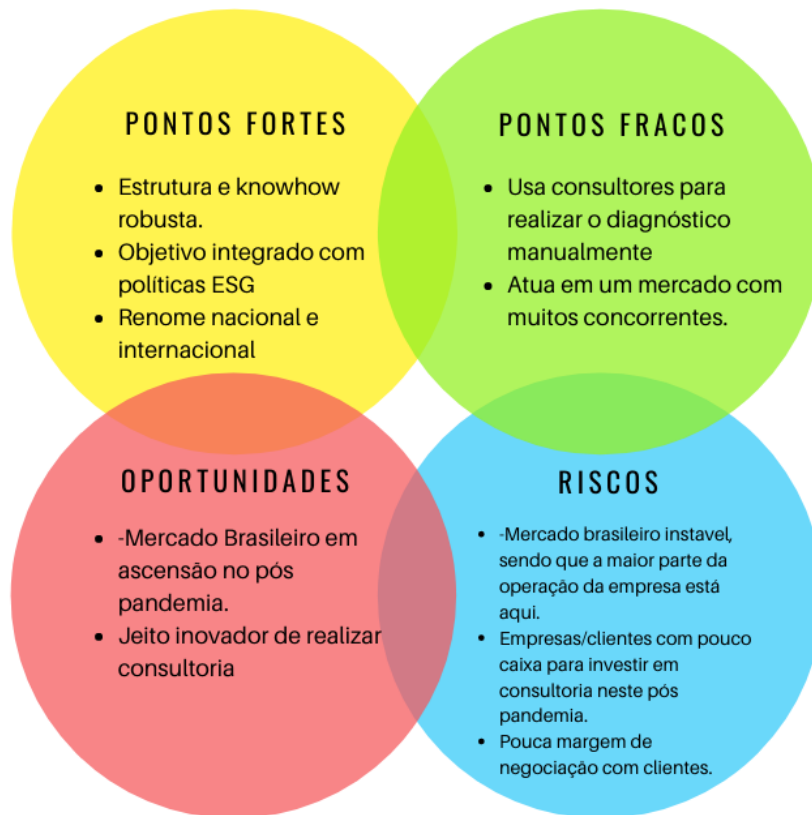 PONTOS FORTES
• Estrutura e knowhow
robusta.
• Objetivo integrado com
políticas ESG
• Renome nacional e
internacional
PONTOS FRACOS
• Usa consultores para
realizar o diagnóstico
manualmente
• Atua em um mercado com
muitos concorrentes.
OPORTUNIDADES
• -Mercado Brasileiro em
ascensão no pós
pandemia.
• Jeito inovador de realizar
consultoria
RISCOS
• -Mercado brasileiro instavel,
sendo que a maior parte da
operação da empresa está
aqui.
• Empresas/clientes com pouco
caixa para investir em
consultoria neste pós
pandemia.
• Pouca margem de
negociação com clientes.